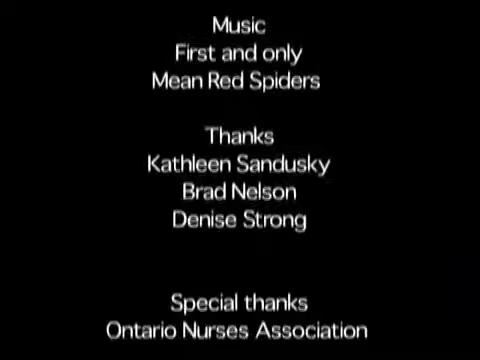 Music
First and only
Mean Red Spiders
Thanks
Kathleen Sandusky
Brad Nelson
Denise Strong
Special thanks
Ontario Nurses Association